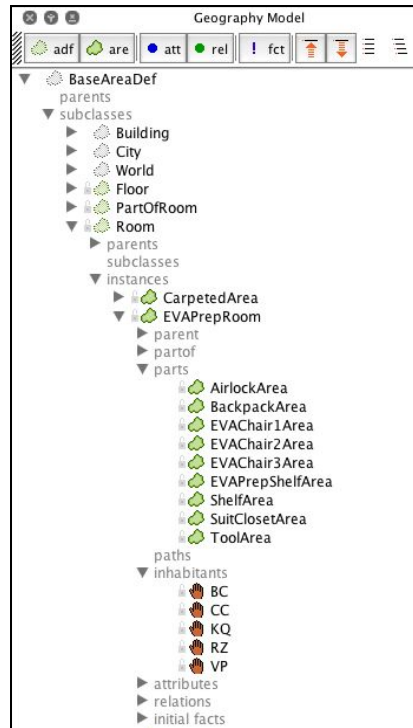 Geography Model
adf are att rel ! fct
BaseAreaDef
parents
subclasses
Building
City
World
Floor
PartOfRoom
Room
parents
subclasses
instances
CarpetedArea
EVAPrepRoom
parent
partof
parts
AirlockArea
BackpackArea
EVAChair1Area
EVAChair2Area
EVAChair3Area
EVAPrepShelfArea
ShelfArea
SuitClosetArea
ToolArea
paths
inhabitants
BC
CC
KQ
RZ
VP
attributes
relations
initial facts